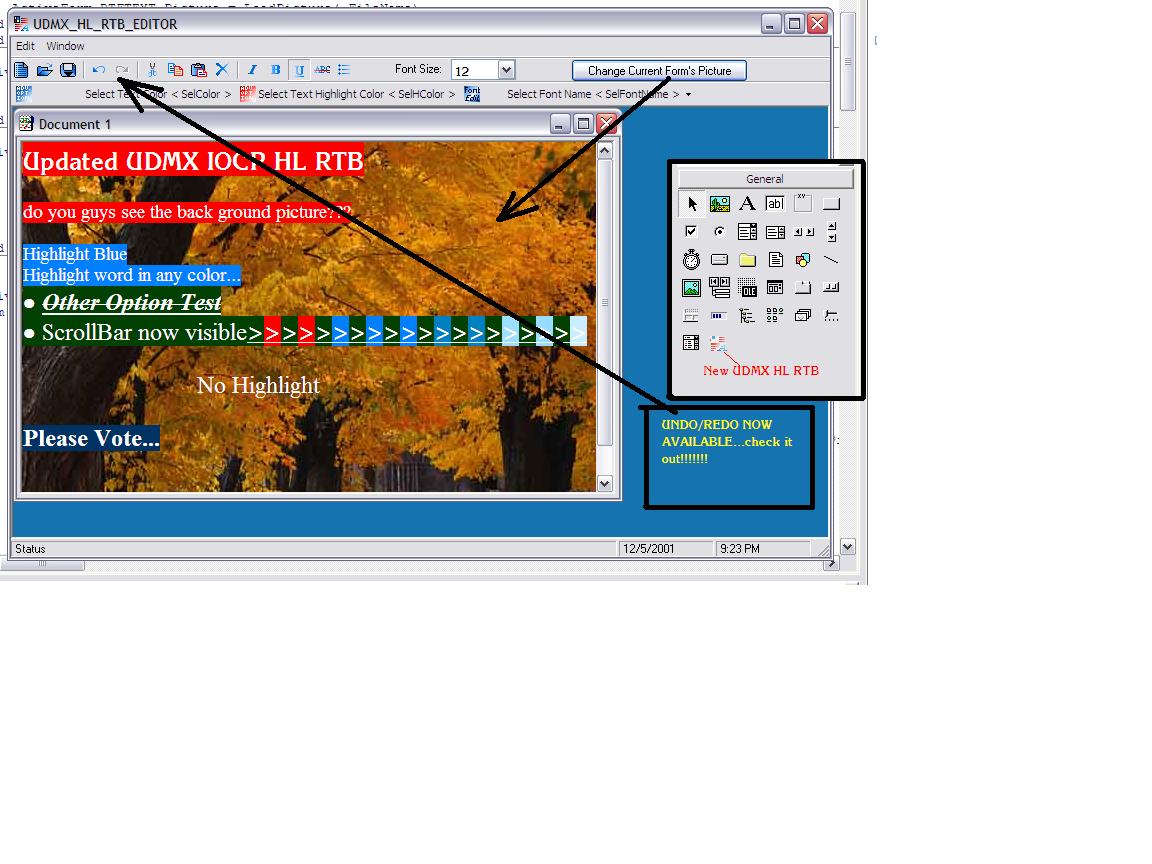 UDMX_HL_RTB_EDITOR
Edit Window
Font Size: 12 Change Current Form's Picture
Select Text Color < SelColor > Select Text Highlight Color < SelHColor > Font Edit Select Font Name < SelFontName >
Document 1
Updated UDMX IOCP HL RTB
do you guys see the back ground picture???
Highlight Blue
Highlight word in any color...
● Other Option Test
● ScrollBar now visible>>>>>>>>>>>>>>>>>>>>
No Highlight
Please Vote...
General
New UDMX HL RTB
UNDO/REDO NOW
AVAILABLE...check it
out!!!!!!!
Status 12/5/2001 9:23 PM